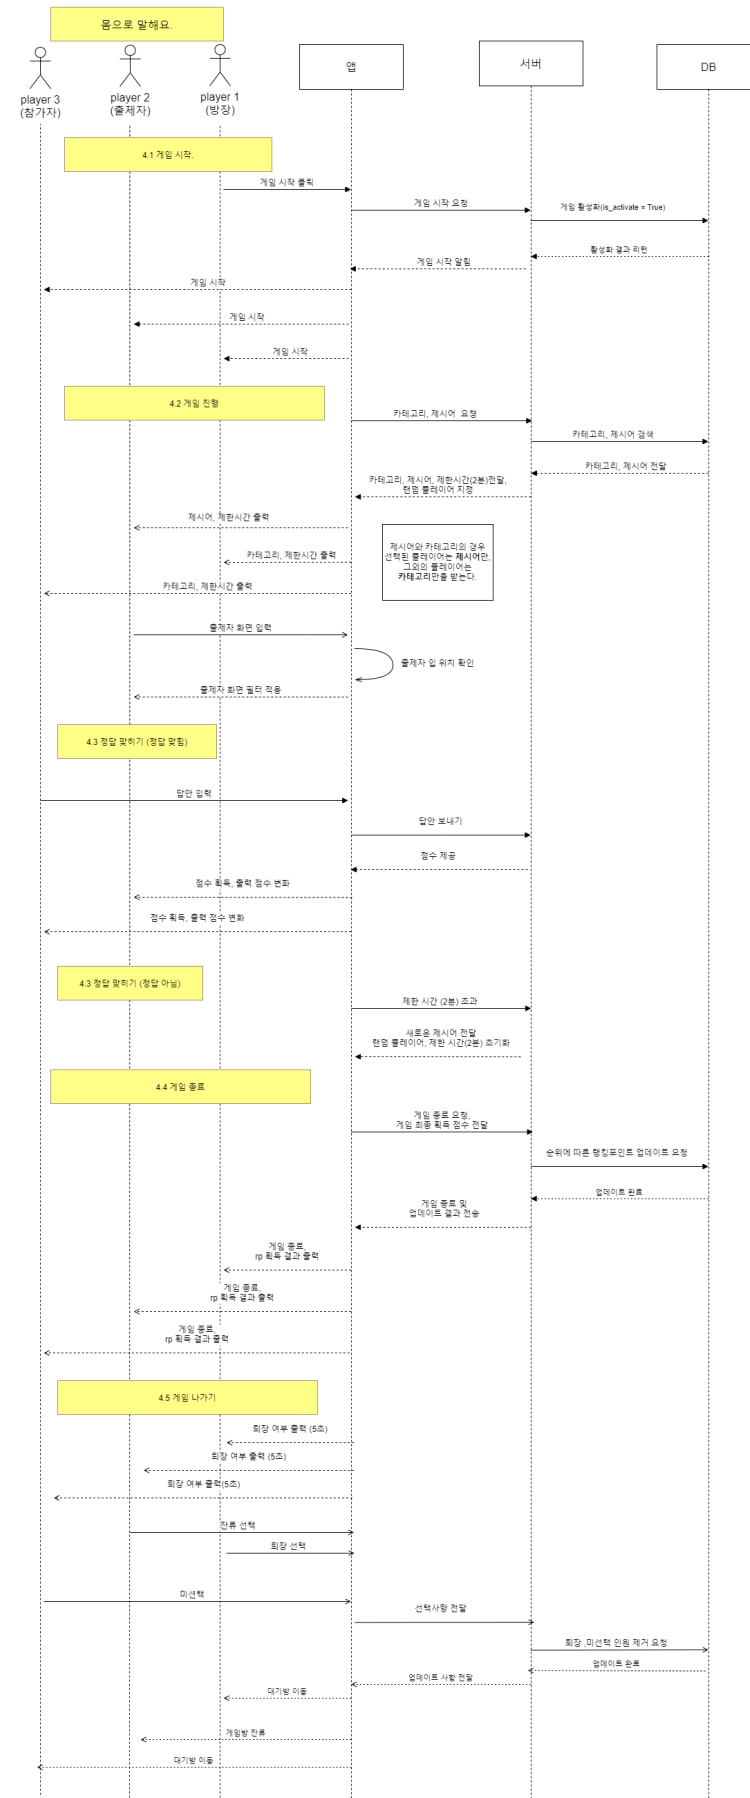 몸으로 말해요.
player 3
(참가자)
player 2
(출제자)
player 1
(방장)
앱
서버
DB
4.1 게임 시작.
게임 시작 클릭
게임 시작 요청
게임 활성화(is_activate = True)
활성화 결과 리턴
게임 시작 알림
게임 시작
게임 시작
게임 시작
4.2 게임 진행
카테고리, 제시어 요청
카테고리, 제시어 검색
카테고리, 제시어 전달
카테고리, 제시어, 제한시간(2분)전달,
랜덤 플레이어 지정
제시어, 제한시간 출력
제시어와 카테고리의 경우
선택된 플레이어는 제시어만,
그외의 플레이어는
카테고리만을 받는다.
카테고리, 제한시간 출력
카테고리, 제한시간 출력
출제자 화면 입력
출제자 입 위치 확인
출제자 화면 필터 적용
4.3 정답 맞히기 (정답 맞힘)
답안 입력
답안 보내기
점수 제공
점수 획득, 출력 점수 변화
점수 획득, 출력 점수 변화
4.3 정답 맞히기 (정답 아님)
제한 시간 (2분) 초과
새로운 제시어 전달
랜덤 플레이어, 제한 시간(2분) 초기화
4.4 게임 종료
게임 종료 요청,
게임 최종 획득 점수 전달
순위에 따른 랭킹포인트 업데이트 요청
업데이트 완료
게임 종료 및
업데이트 결과 전송
게임 종료,
rp 획득 결과 출력
게임 종료,
rp 획득 결과 출력
게임 종료,
rp 획득 결과 출력
4.5 게임 나가기
퇴장 여부 출력 (5초)
퇴장 여부 출력 (5초)
퇴장 여부 출력(5초)
잔류 선택
퇴장 선택
미선택
선택사항 전달
퇴장 ,미선택 인원 제거 요청
업데이트 완료
업데이트 사항 전달
대기방 이동
게임방 잔류
대기방 이동